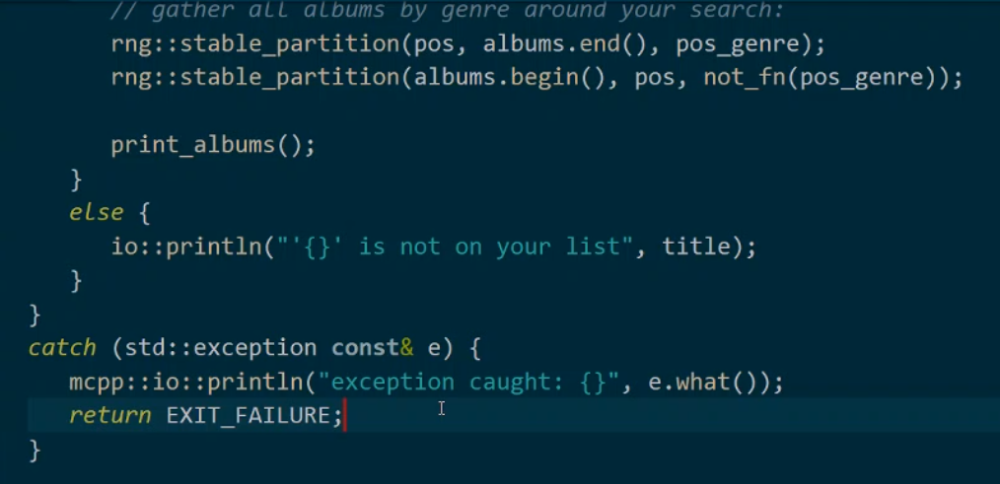 // gather all albums by genre around your search:
rng::stable_partition(pos, albums.end(), pos_genre);
rng::stable_partition(albums.begin(), pos, not_fn(pos_genre));
print_albums();
}
else {
io::println("'{}' is not on your list", title);
}
}
catch (std::exception const& e) {
mcpp::io::println("exception caught: {}", e.what());
return EXIT_FAILURE;
}